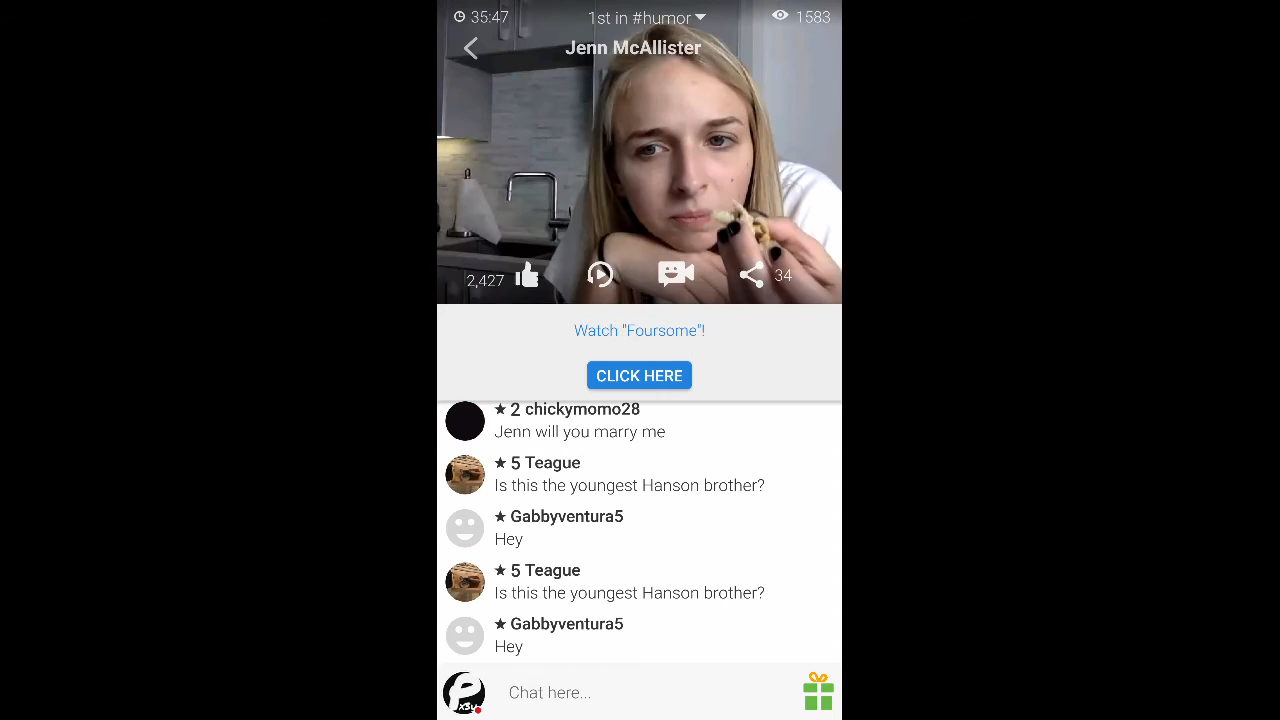 35:47
1st in #humor
1583
Jenn McAllister
2,427
34
Watch "Foursome"!
CLICK HERE
★ 2 chickymomo28
Jenn will you marry me
★ 5 Teague
Is this the youngest Hanson brother?
★ Gabbyventura5
Hey
★ 5 Teague
Is this the youngest Hanson brother?
★ Gabbyventura5
Hey
Chat here...